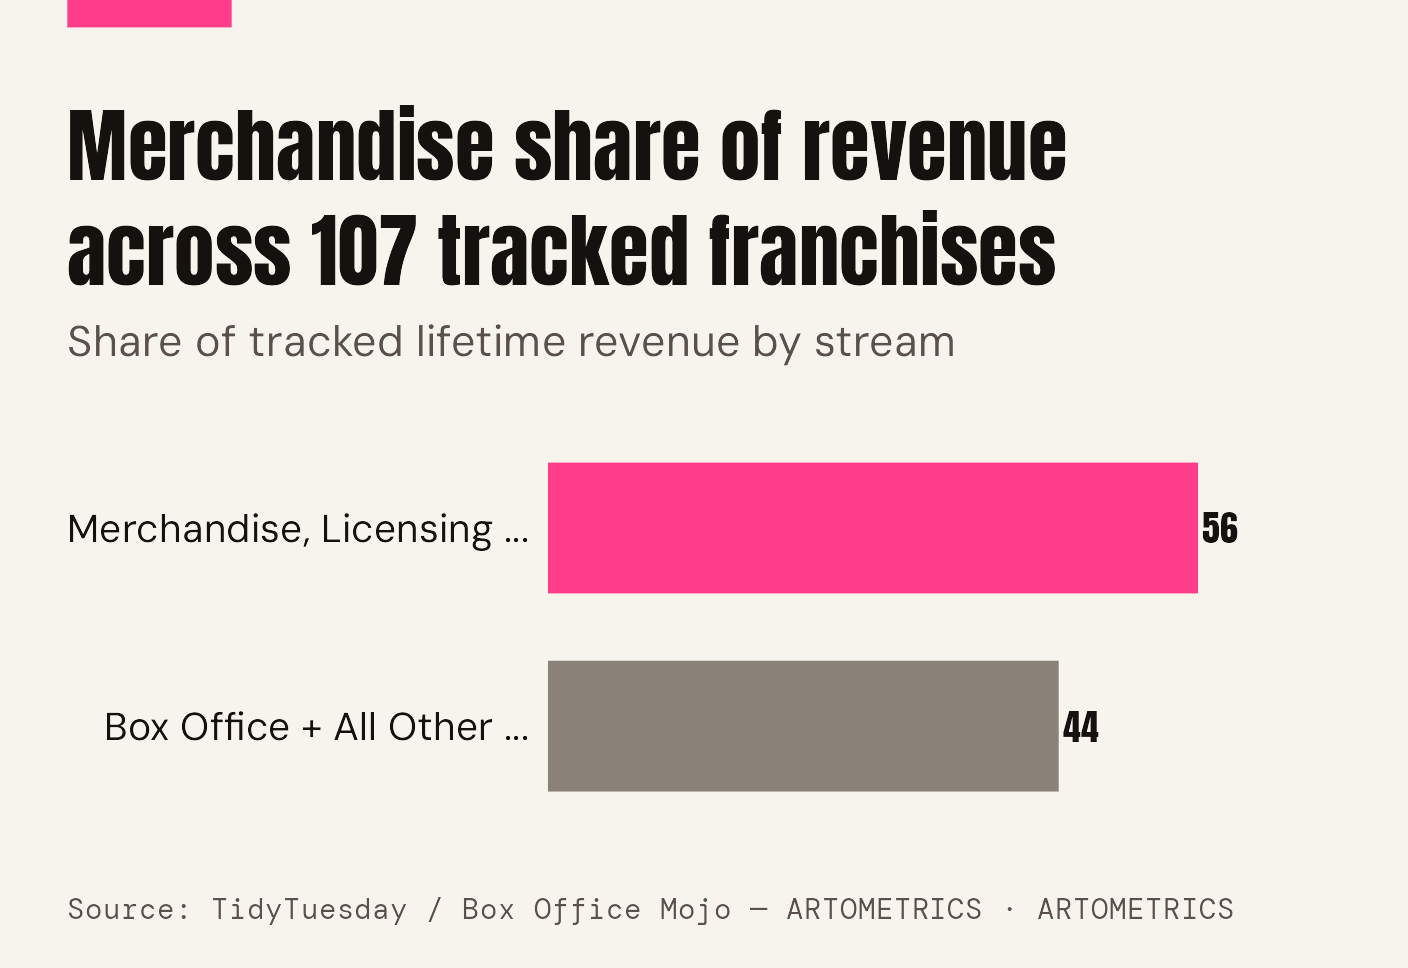 Merchandise share of revenue
across 107 tracked franchises
Share of tracked lifetime revenue by stream
Merchandise, Licensing ... 56
Box Office + All Other ... 44
Source: TidyTuesday / Box Office Mojo — ARTOMETRICS · ARTOMETRICS